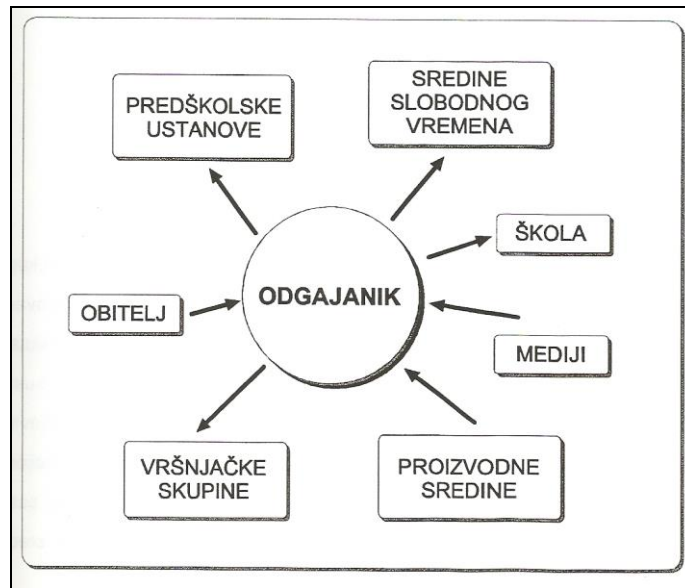 PREDŠKOLSKE
USTANOVE
SREDINE
SLOBODNOG
VREMENA
ŠKOLA
ODGAJANIK
OBITELJ
MEDIJI
VRŠNJAČKE
SKUPINE
PROIZVODNE
SREDINE